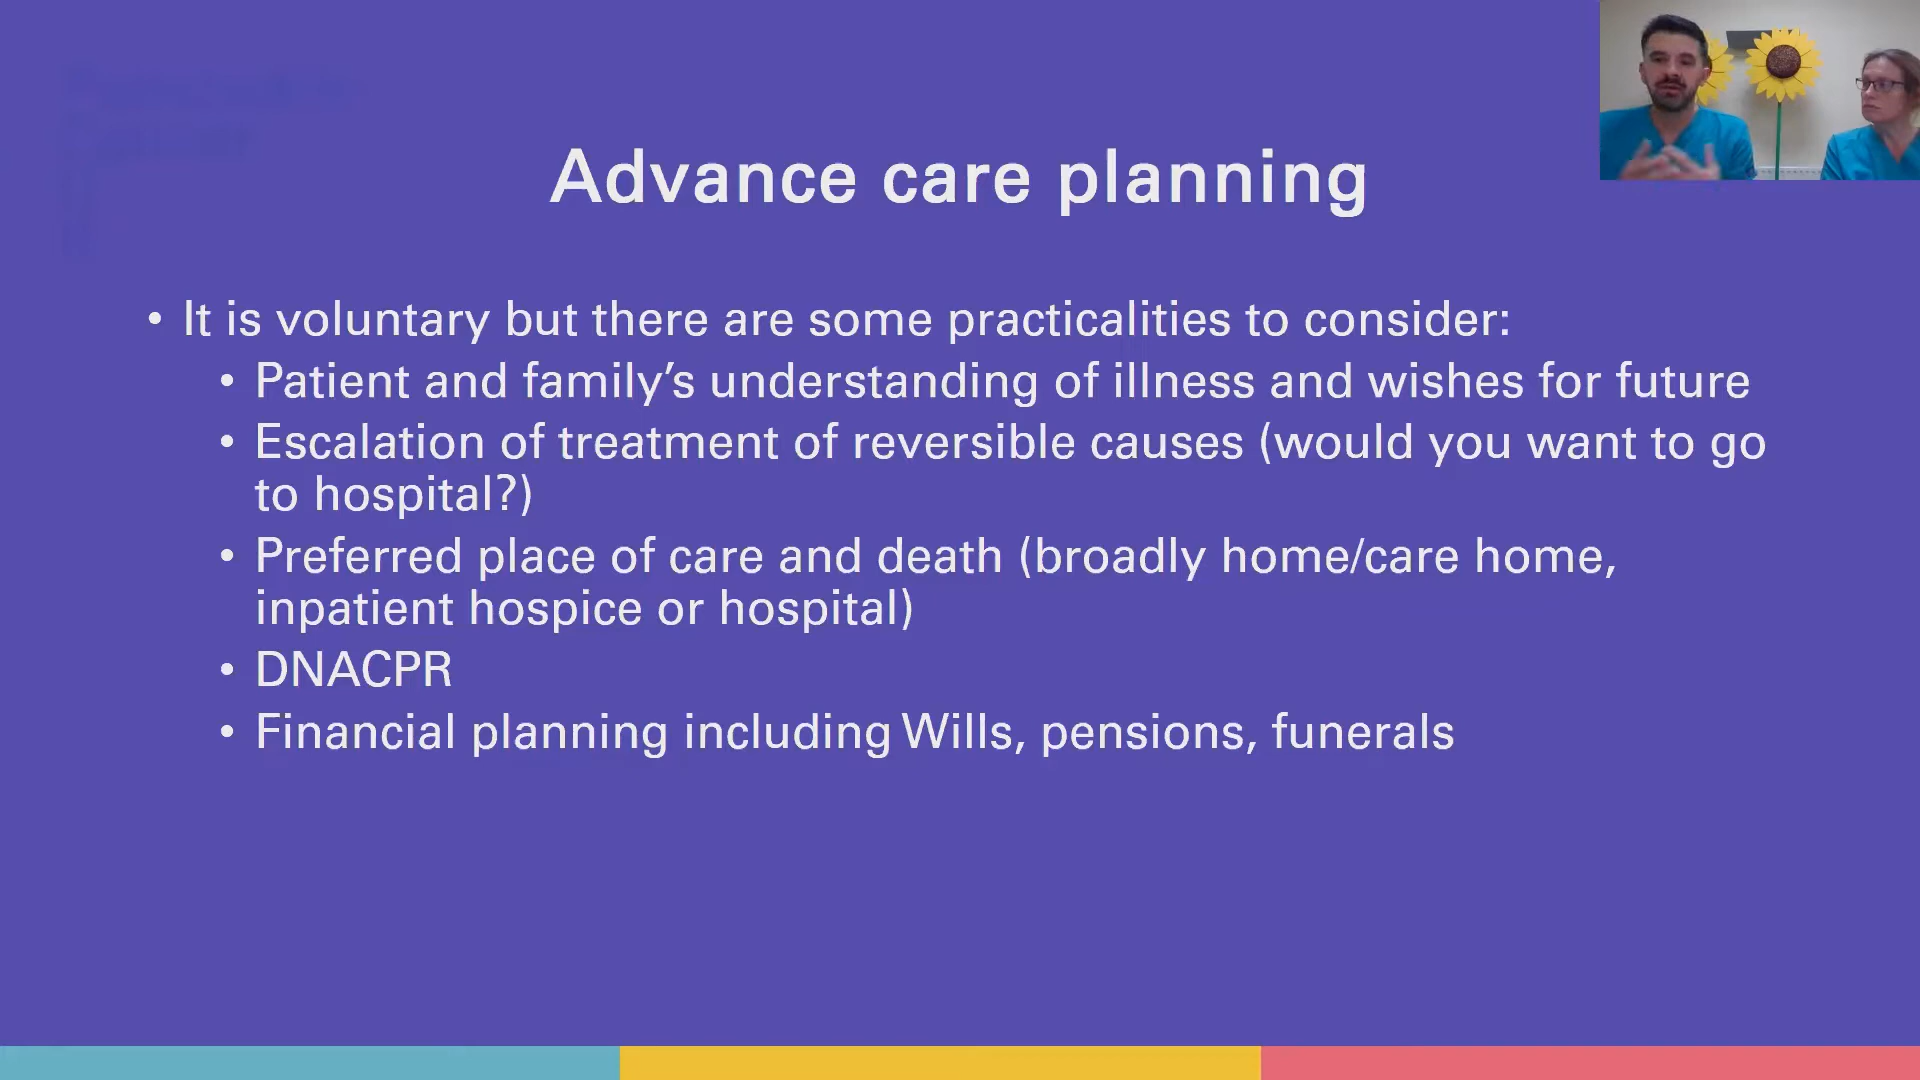 Advance care planning
• It is voluntary but there are some practicalities to consider:
• Patient and family’s understanding of illness and wishes for future
• Escalation of treatment of reversible causes (would you want to go
to hospital?)
• Preferred place of care and death (broadly home/care home,
inpatient hospice or hospital)
• DNACPR
• Financial planning including Wills, pensions, funerals